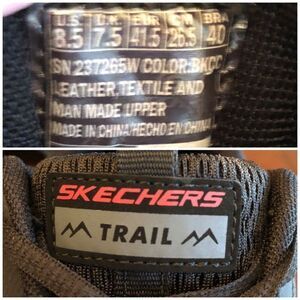 U.S. U.K. EUR CM BRA
8.5 7.5 41.5 26.5 40
SN:237265W COLOR:BKCC
LEATHER,TEXTILE AND
MAN MADE UPPER
MADE IN CHINA/HECHO EN CHINA
SKECHERS
TRAIL